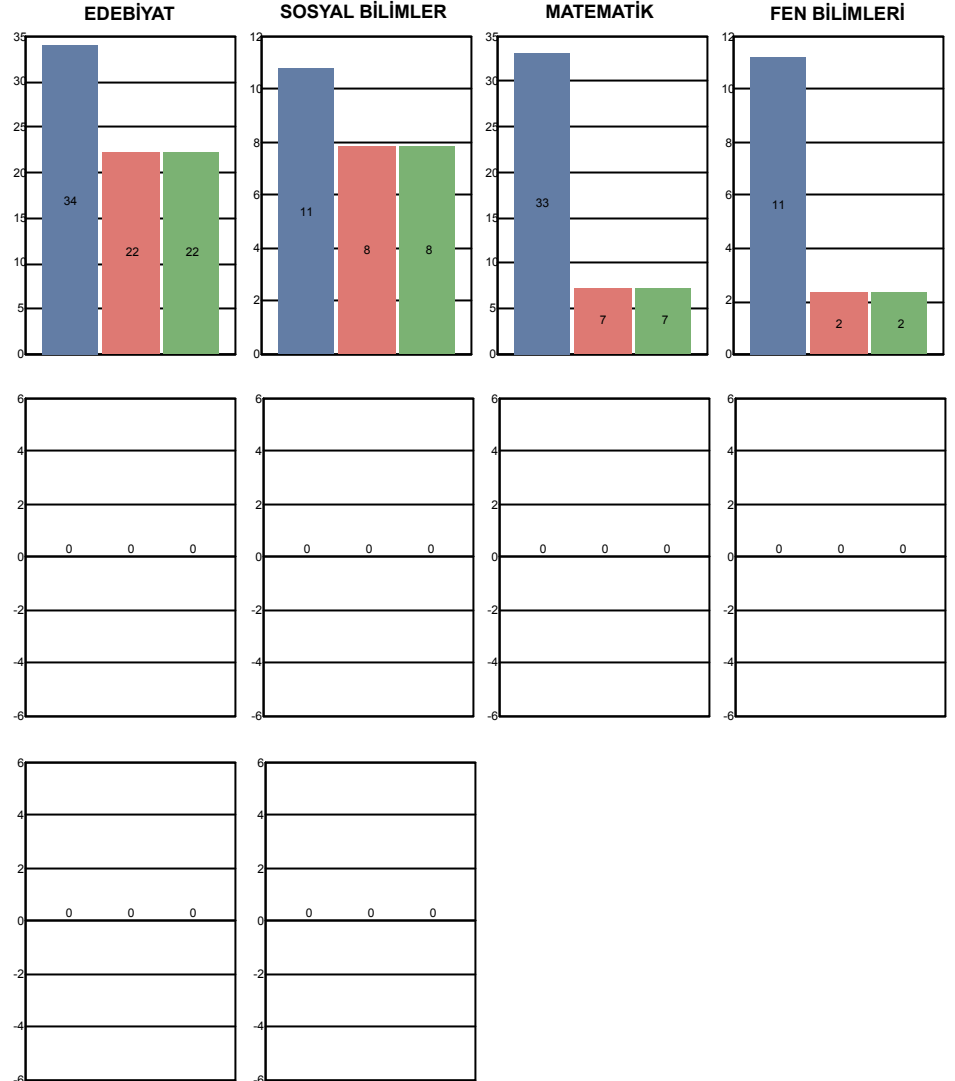 EDEBİYAT SOSYAL BİLİMLER MATEMATİK FEN BİLİMLERİ
35 12 35 12
30 10 30 10
25 8 25 8
20 6 20 6
15 4 15 4
10 2 10 2
5 0 5 0
0 0
34 22 22 11 8 8 33 7 7 11 2 2
6 6 6 6
4 4 4 4
2 2 2 2
0 0 0 0 0 0 0 0 0 0 0 0
0 0 0 0
-2 -2 -2 -2
-4 -4 -4 -4
-6 -6 -6 -6
6 6
4 4
2 2
0 0 0 0 0 0
0 0
-2 -2
-4 -4
-6 -6